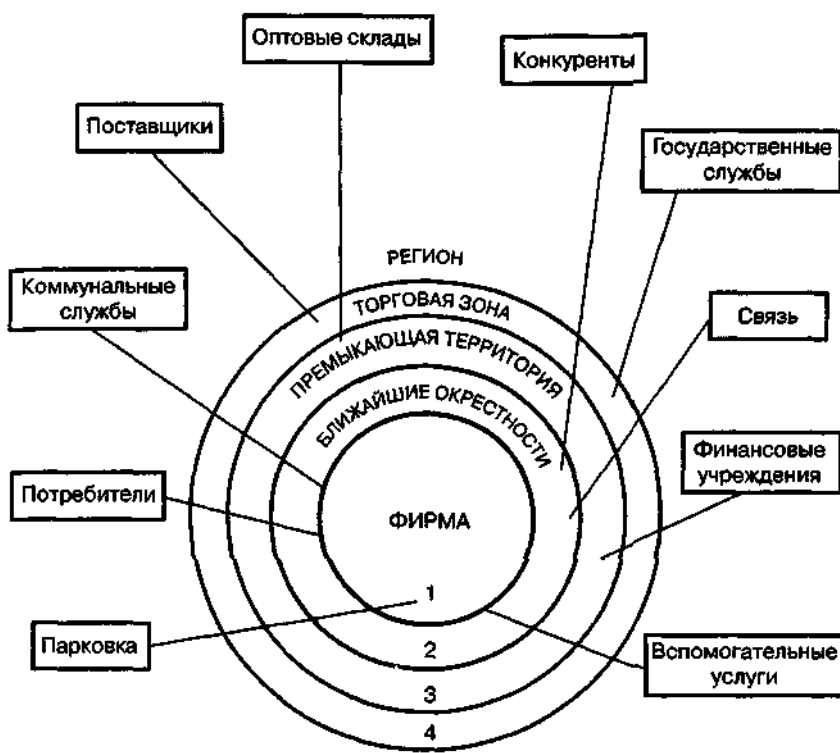 Оптовые склады
Конкуренты
Поставщики
Государственные
службы
РЕГИОН
Коммунальные
службы
ТОРГОВАЯ ЗОНА
Связь
ПРЕМЫКАЮЩАЯ ТЕРРИТОРИЯ
БЛИЖАЙШИЕ ОКРЕСТНОСТИ
Финансовые
учреждения
Потребители
ФИРМА
1
Парковка
2
Вспомогательные
услуги
3
4